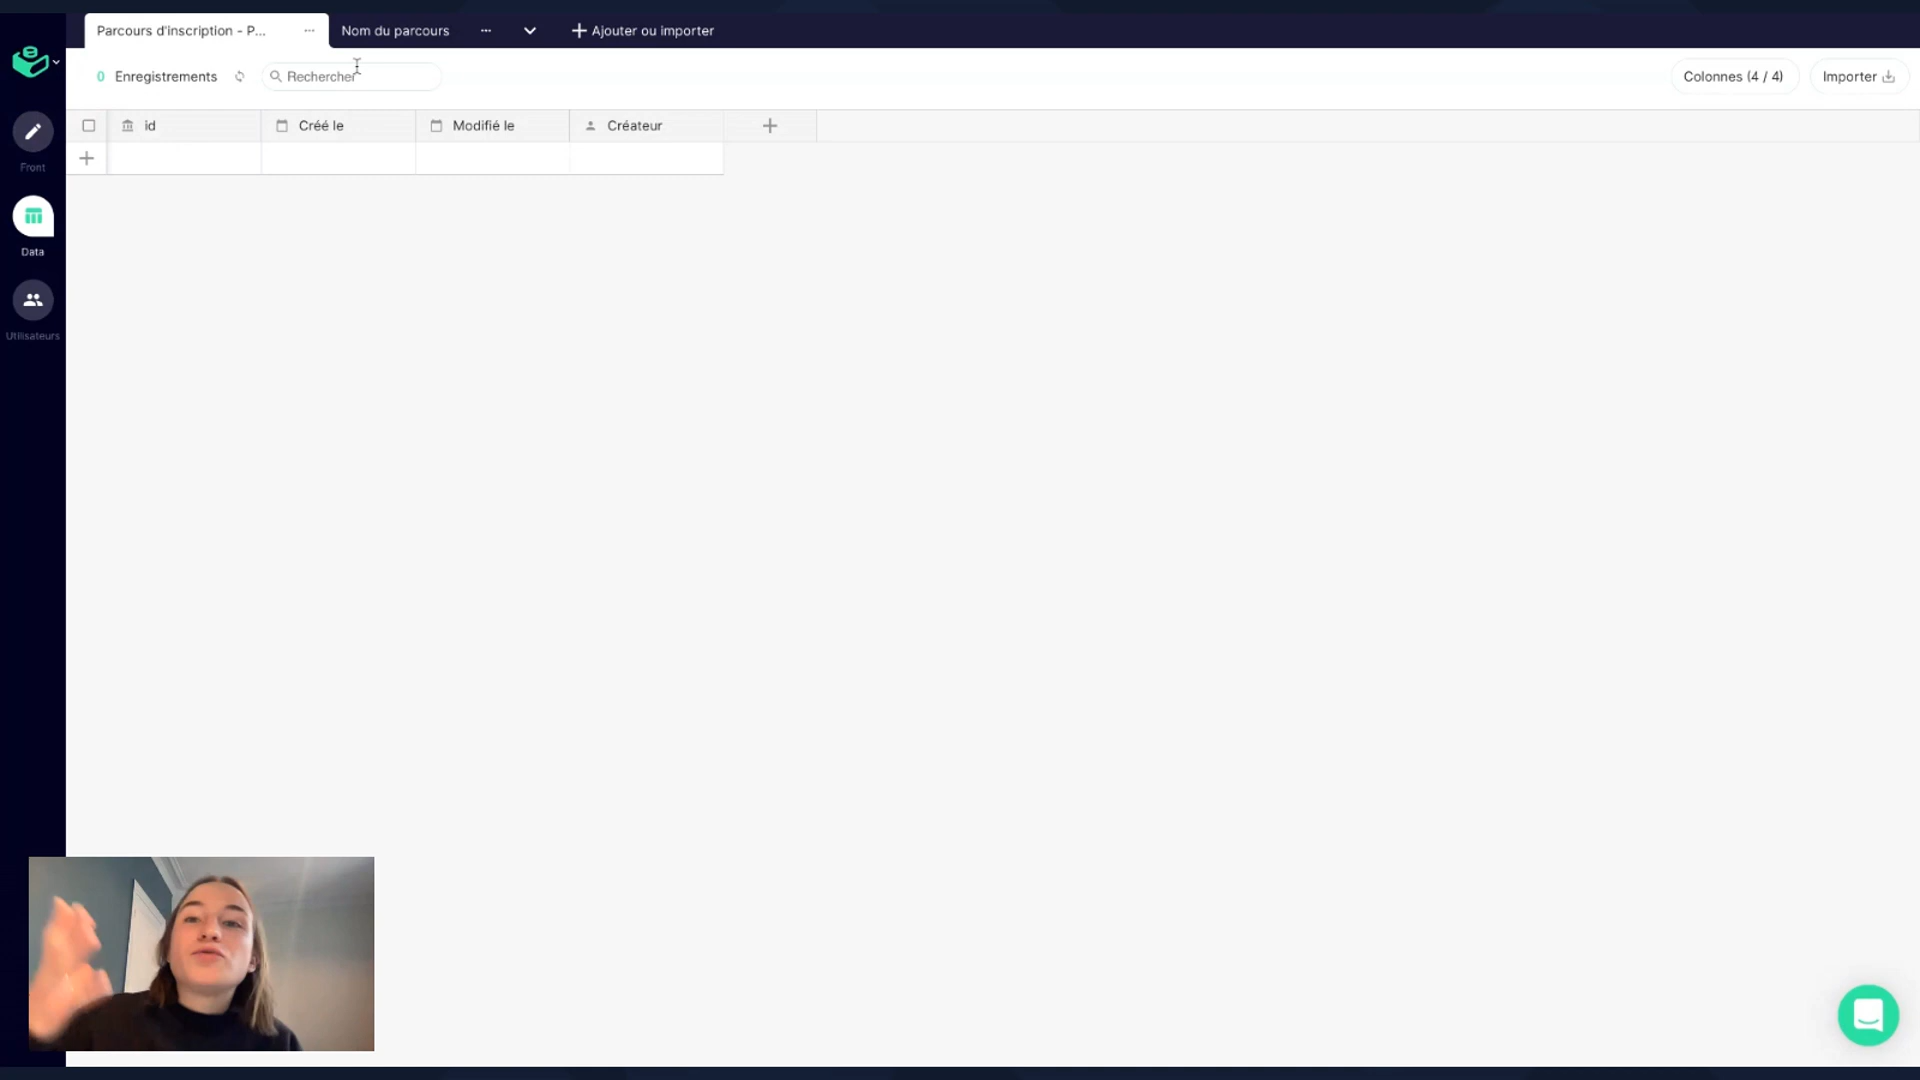 Parcours d'inscription - P...
Nom du parcours
Ajouter ou importer
0 Enregistrements
Rechercher
Colonnes (4 / 4)
Importer
id
Créé le
Modifié le
Créateur
Front
Data
Utilisateurs